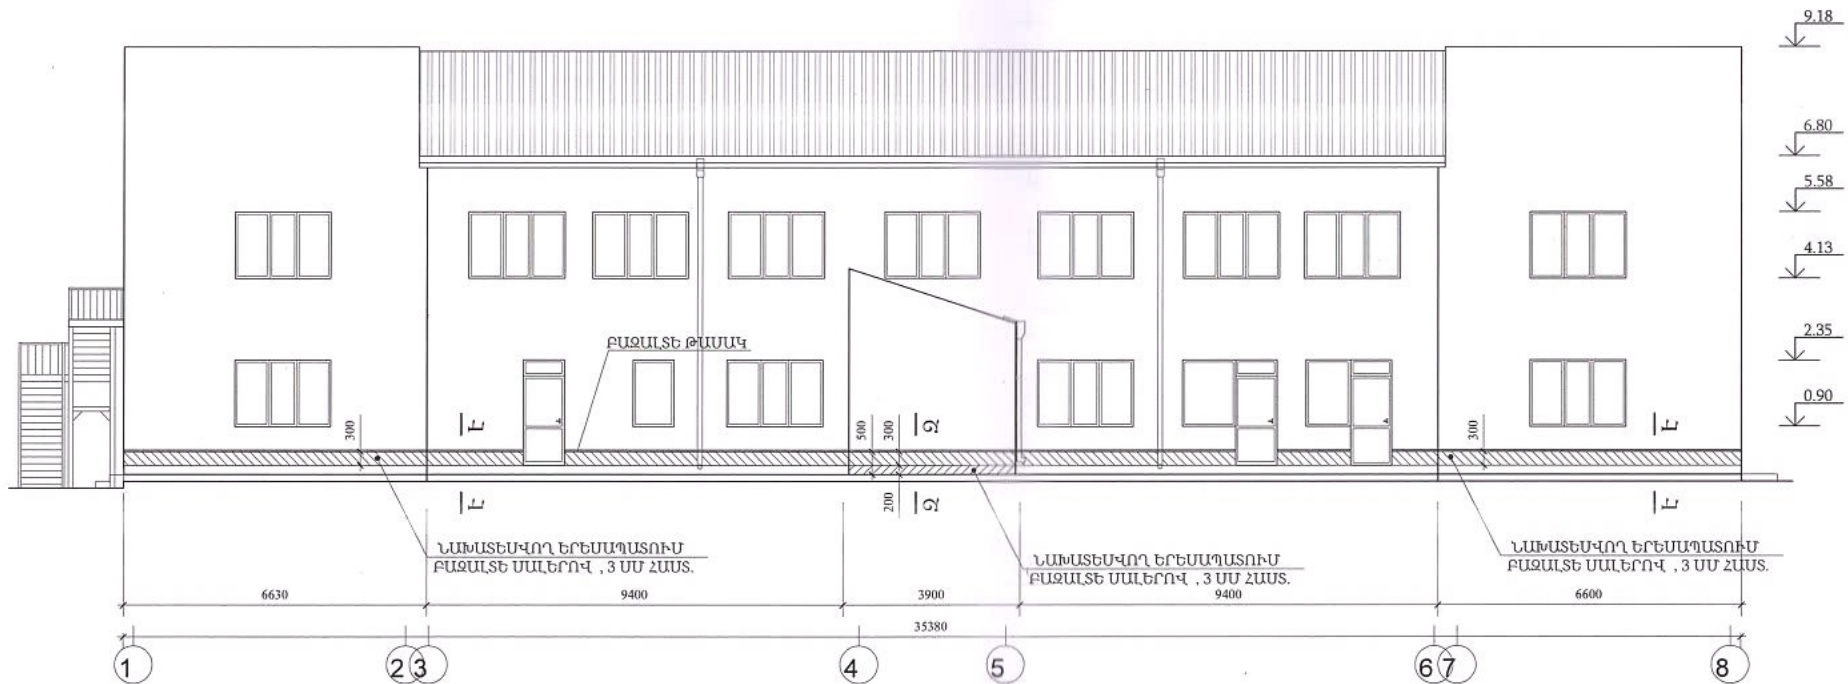 9.18
6.80
5.58
4.13
2.35
0.90
ԲԱԶԱԼՏԵ ԹԱՍԱԿ
300
500
300
300
Է
Ջ
Է
200
Է
Ջ
Է
ՆԱԽԱՏԵՍՎՈՂ ԵՐԵՍԱՊԱՏՈՒՄ
ԲԱԶԱԼՏԵ ՍԱԼԵՐՈՎ , 3 ՍՄ ՀԱՍՏ.
ՆԱԽԱՏԵՍՎՈՂ ԵՐԵՍԱՊԱՏՈՒՄ
ԲԱԶԱԼՏԵ ՍԱԼԵՐՈՎ , 3 ՍՄ ՀԱՍՏ.
ՆԱԽԱՏԵՍՎՈՂ ԵՐԵՍԱՊԱՏՈՒՄ
ԲԱԶԱԼՏԵ ՍԱԼԵՐՈՎ , 3 ՍՄ ՀԱՍՏ.
6630
9400
3900
9400
6600
35380
1
2
3
4
5
6
7
8